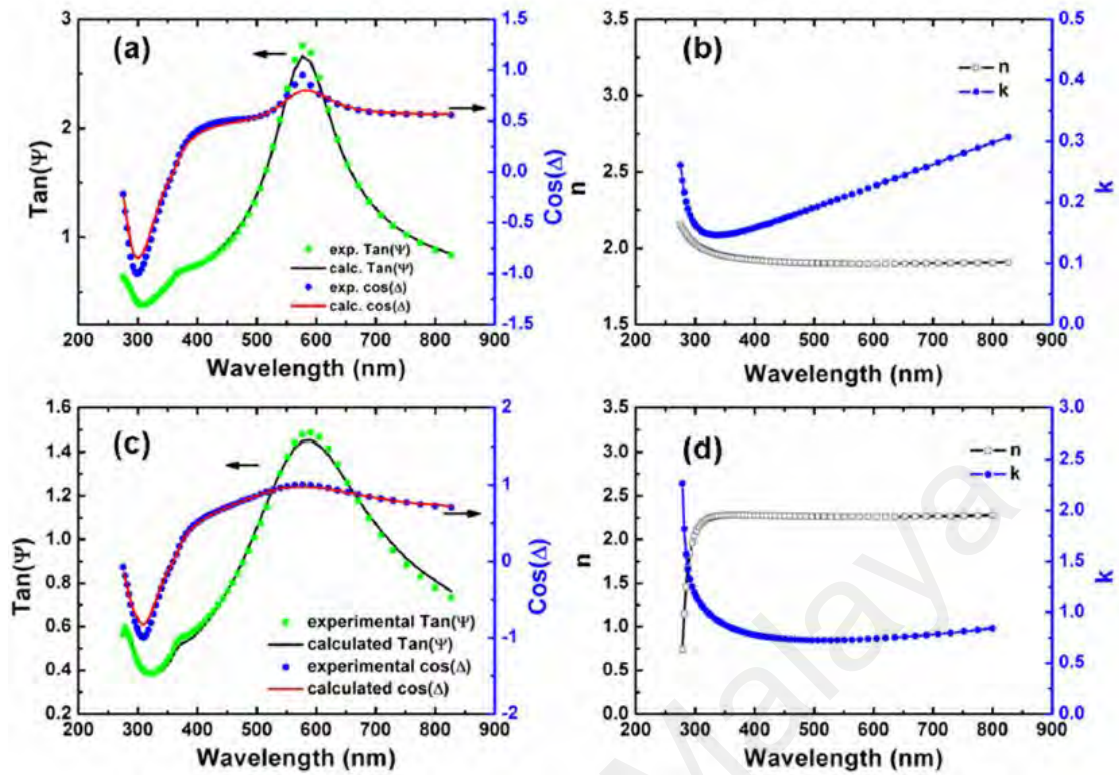 (a)
3
2
1
Tan(Ψ)
1.5
1.0
0.5
0.0
-0.5
-1.0
-1.5
Cos(Δ)
exp. Tan(Ψ)
calc. Tan(Ψ)
exp. cos(Δ)
calc. cos(Δ)
200 300 400 500 600 700 800 900
Wavelength (nm)
(b)
3.5
3.0
2.5
2.0
1.5
n
0.5
0.4
0.3
0.2
0.1
0.0
k
n
k
200 300 400 500 600 700 800 900
Wavelength (nm)
(c)
1.6
1.4
1.2
1.0
0.8
0.6
0.4
0.2
Tan(Ψ)
2
1
0
-1
-2
Cos(Δ)
experimental Tan(Ψ)
calculated Tan(Ψ)
experimental cos(Δ)
calculated cos(Δ)
200 300 400 500 600 700 800 900
Wavelength (nm)
(d)
3.5
3.0
2.5
2.0
1.5
1.0
0.5
0.0
n
3.0
2.5
2.0
1.5
1.0
0.5
0.0
k
n
k
200 300 400 500 600 700 800 900
Wavelength (nm)
Malaya